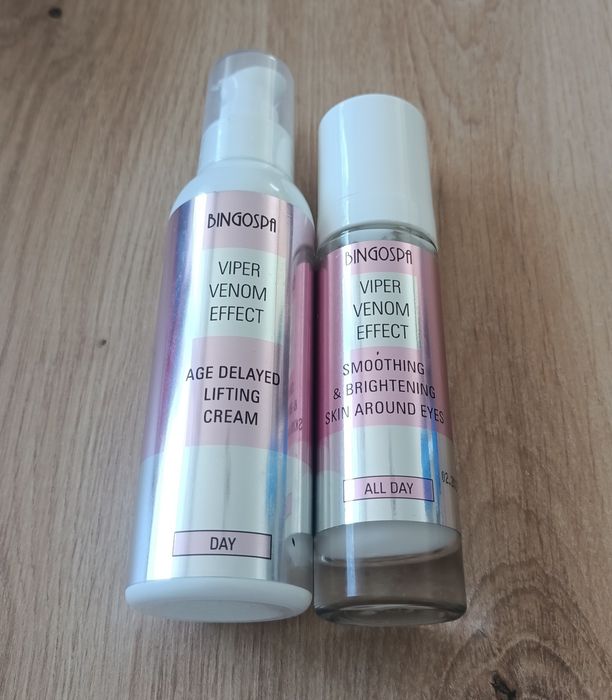 BINGOSPA
VIPER
VENOM
EFFECT
AGE DELAYED
LIFTING
CREAM
DAY
BINGOSPA
VIPER
VENOM
EFFECT
SMOOTHING
& BRIGHTENING
SKIN AROUND EYES
ALL DAY